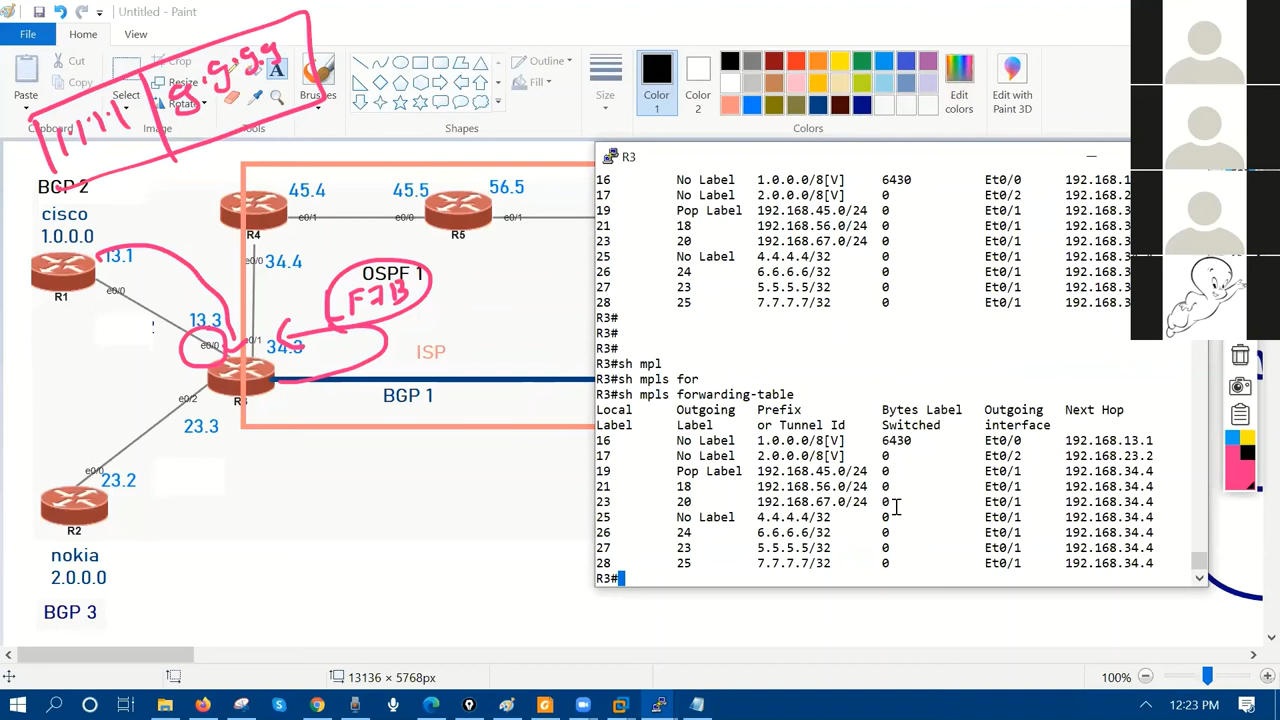 Untitled - Paint
File
Home
View
Paste
Cut
Copy
Clipboard
Select
Resize
Rotate
Image
A
Tools
Brushes
Shapes
Outline
Fill
Size
Color
1
Color
2
Edit
colors
Edit with
Paint 3D
Colors
1.1.1.1
BGP 2
cisco
1.0.0.0
13.1
e0/0
R1
13.3
e0/0
45.4
e0/1
R4
e0/0
34.4
45.5
e0/0
R5
56.5
e0/1
OSPF 1
e0/1
34.3
ISP
BGP 1
e0/2
23.3
e0/0
23.2
R2
nokia
2.0.0.0
BGP 3
R3
16 No Label 1.0.0.0/8[V] 6430 Et0/0 192.168.1
17 No Label 2.0.0.0/8[V] 0 Et0/2 192.168.2
19 Pop Label 192.168.45.0/24 0 Et0/1 192.168.3
21 18 192.168.56.0/24 0 Et0/1 192.168.3
23 20 192.168.67.0/24 0 Et0/1 192.168.3
25 No Label 4.4.4.4/32 0 Et0/1 192.168.3
26 24 6.6.6.6/32 0 Et0/1 192.168.3
27 23 5.5.5.5/32 0 Et0/1 192.168.3
28 25 7.7.7.7/32 0 Et0/1 192.168.3
R3#
R3#
R3#
R3#sh mpl
R3#sh mpls for
R3#sh mpls forwarding-table
Local Outgoing Prefix Bytes Label Outgoing Next Hop
Label Label or Tunnel Id Switched interface
16 No Label 1.0.0.0/8[V] 6430 Et0/0 192.168.13.1
17 No Label 2.0.0.0/8[V] 0 Et0/2 192.168.23.2
19 Pop Label 192.168.45.0/24 0 Et0/1 192.168.34.4
21 18 192.168.56.0/24 0 Et0/1 192.168.34.4
23 20 192.168.67.0/24 0 Et0/1 192.168.34.4
25 No Label 4.4.4.4/32 0 Et0/1 192.168.34.4
26 24 6.6.6.6/32 0 Et0/1 192.168.34.4
27 23 5.5.5.5/32 0 Et0/1 192.168.34.4
28 25 7.7.7.7/32 0 Et0/1 192.168.34.4
R3#
13136 × 5768px
100%
12:23 PM